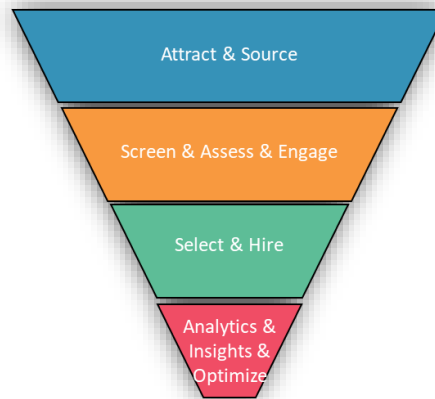 Attract & Source
Screen & Assess & Engage
Select & Hire
Analytics &
Insights &
Optimize